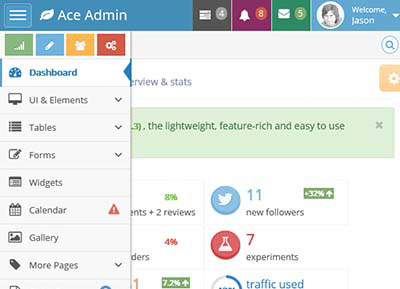 Ace Admin
4
8
5
Welcome,
Jason
Dashboard
erview & stats
UI & Elements
.3) , the lightweight, feature-rich and easy to use
Tables
Forms
Widgets
8%
11
+32%
ents + 2 reviews
new followers
Calendar
4%
7
Gallery
ders
experiments
More Pages
1
7.2%
traffic used